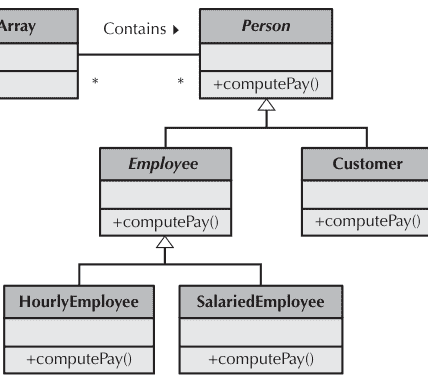 Array
Contains
Person
*
*
+computePay()
Employee
Customer
+computePay()
+computePay()
HourlyEmployee
SalariedEmployee
+computePay()
+computePay()